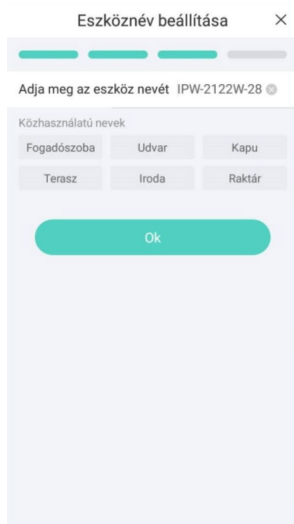 Eszköznév beállítása
Adja meg az eszköz nevét IPW-2122W-28
Közhasználatú nevek
Fogadószoba Udvar Kapu
Terasz Iroda Raktár
Ok